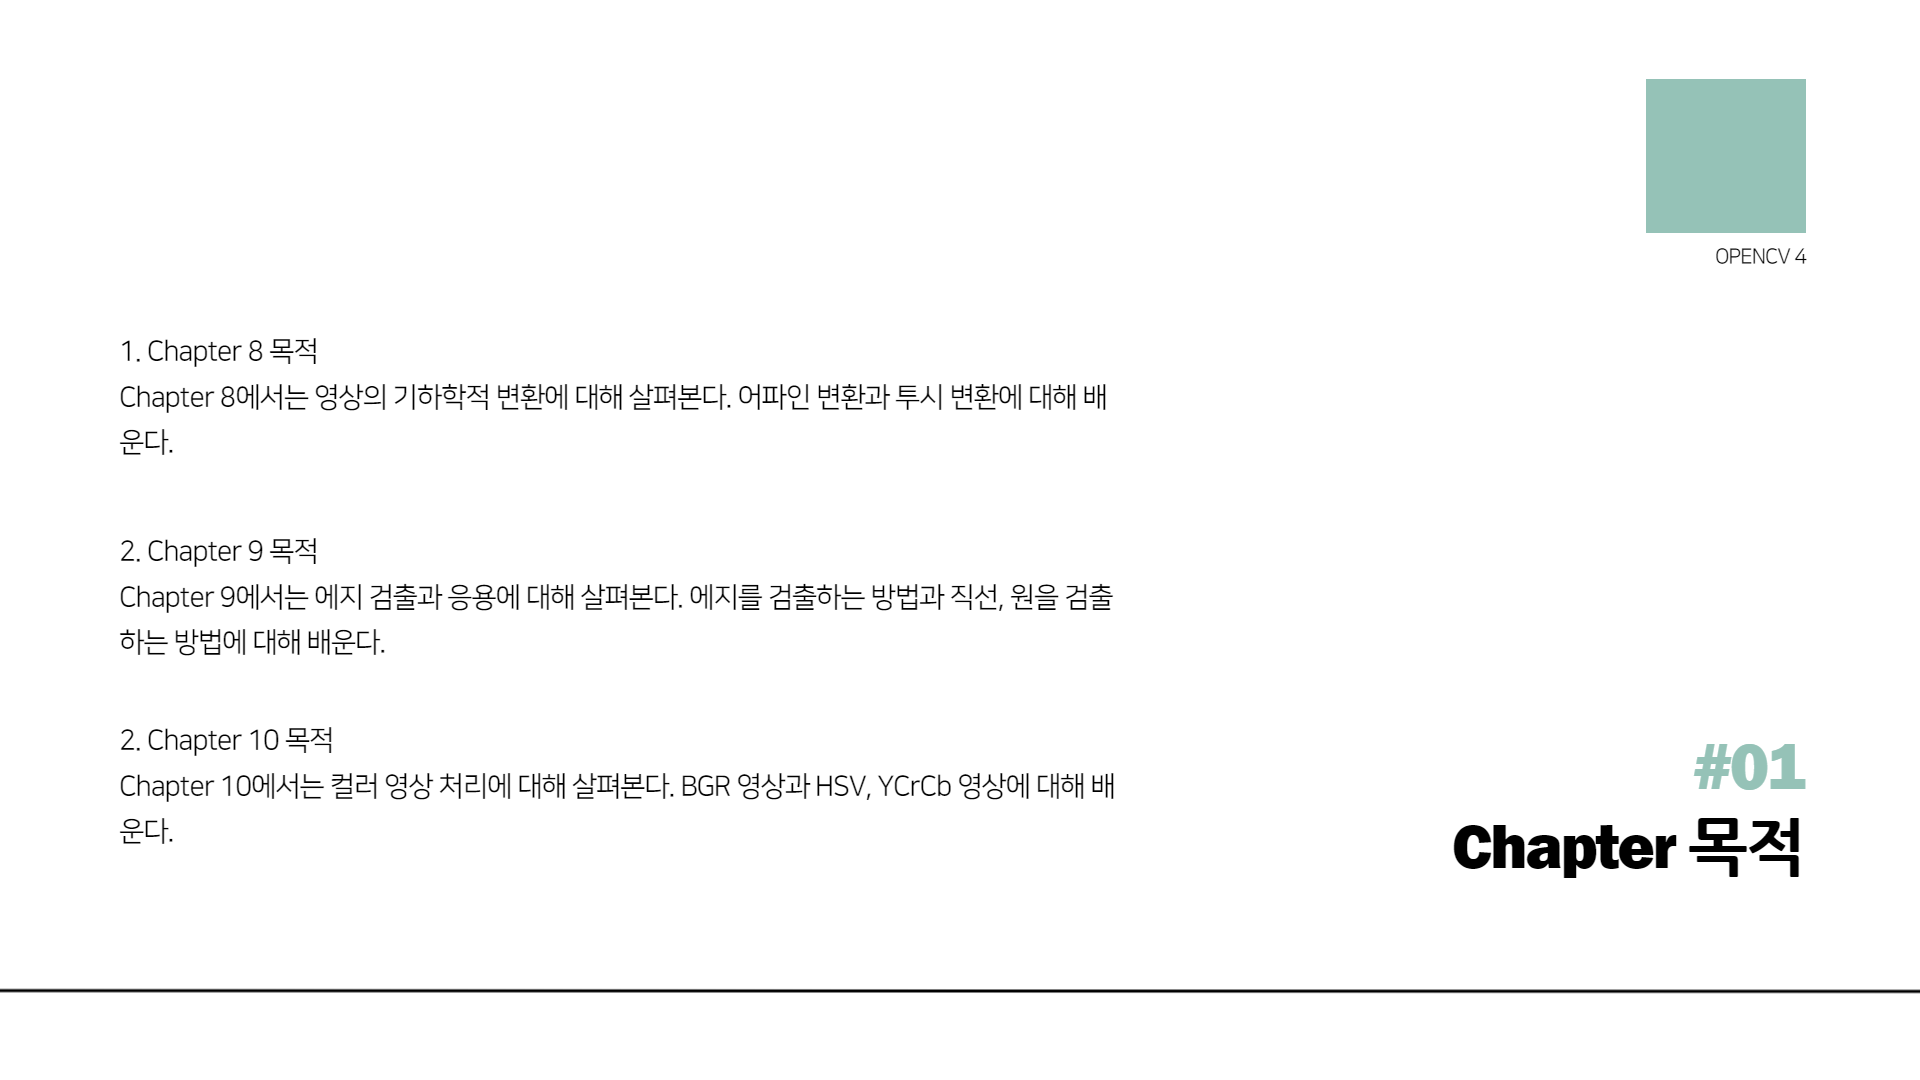 OPENCV 4
1. Chapter 8 목적
Chapter 8에서는 영상의 기하학적 변환에 대해 살펴본다. 어파인 변환과 투시 변환에 대해 배
운다.
2. Chapter 9 목적
Chapter 9에서는 에지 검출과 응용에 대해 살펴본다. 에지를 검출하는 방법과 직선, 원을 검출
하는 방법에 대해 배운다.
2. Chapter 10 목적
Chapter 10에서는 컬러 영상 처리에 대해 살펴본다. BGR 영상과 HSV, YCrCb 영상에 대해 배
운다.
#01
Chapter 목적